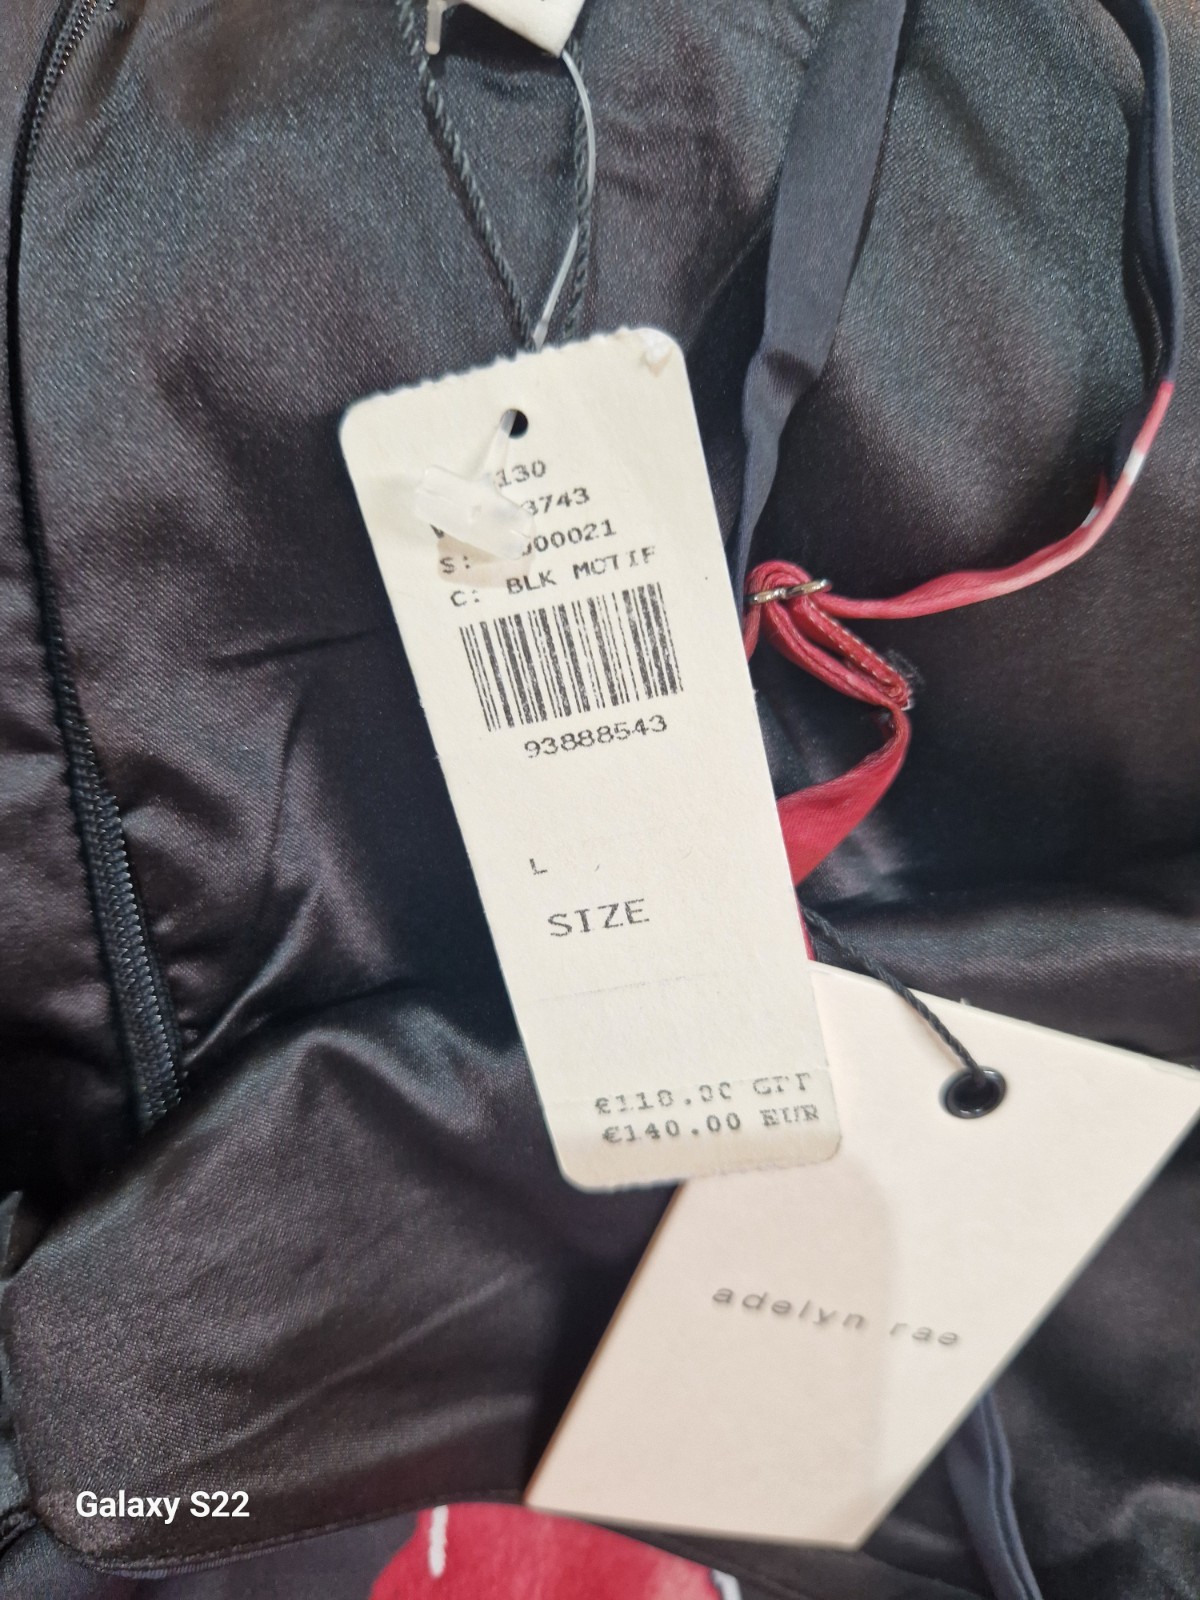 130
3743
S: 000021
C: BLK MOTIF
93888543
L
SIZE
€140.00 EUR
adelyn rae
Galaxy S22